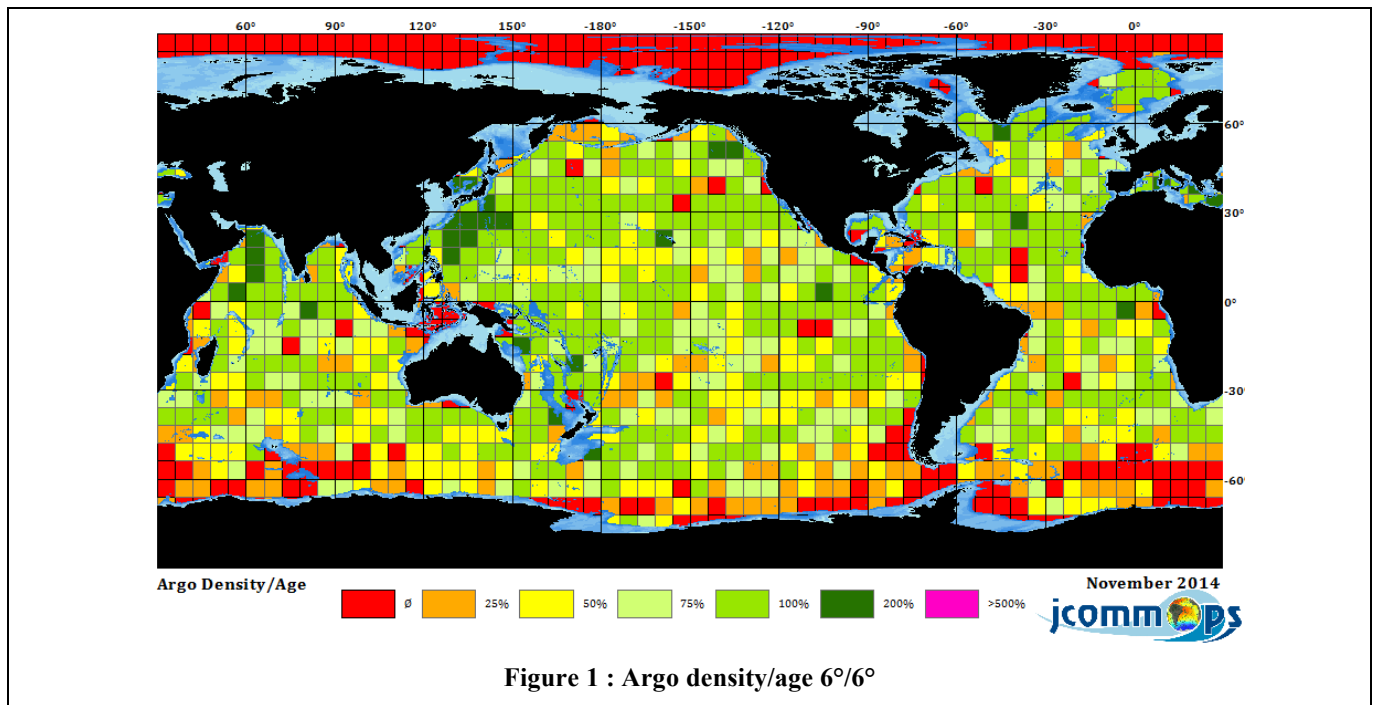 60° 90° 120° 150° -180° -150° -120° -90° -60° -30° 0°
60°
30°
0°
-30°
-60°
Argo Density/Age
November 2014
Ø 25% 50% 75% 100% 200% >500%
jcommops
Figure 1 : Argo density/age 6°/6°